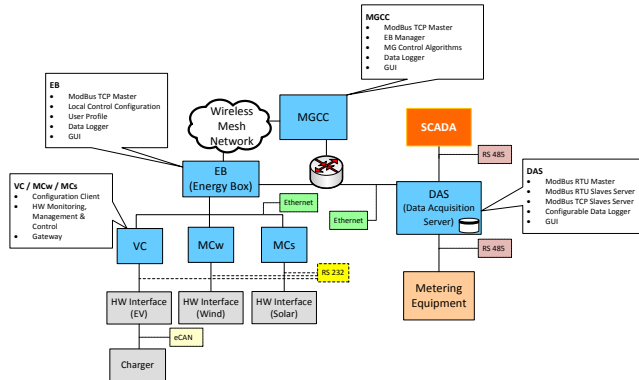 MGCC
• ModBus TCP Master
• EB Manager
• MG Control Algorithms
• Data Logger
• GUI
EB
• ModBus TCP Master
• Local Control Configuration
• User Profile
• Data Logger
• GUI
Wireless
Mesh
Network
MGCC
SCADA
RS 485
EB
(Energy Box)
VC / MCw / MCs
• Configuration Client
• HW Monitoring,
Management &
Control
• Gateway
Ethernet
Ethernet
DAS
(Data Acquisition
Server)
DAS
• ModBus RTU Master
• ModBus RTU Slaves Server
• ModBus TCP Slaves Server
• Configurable Data Logger
• GUI
VC
MCw
MCs
RS 485
RS 232
HW Interface
(EV)
HW Interface
(Wind)
HW Interface
(Solar)
Metering
Equipment
eCAN
Charger